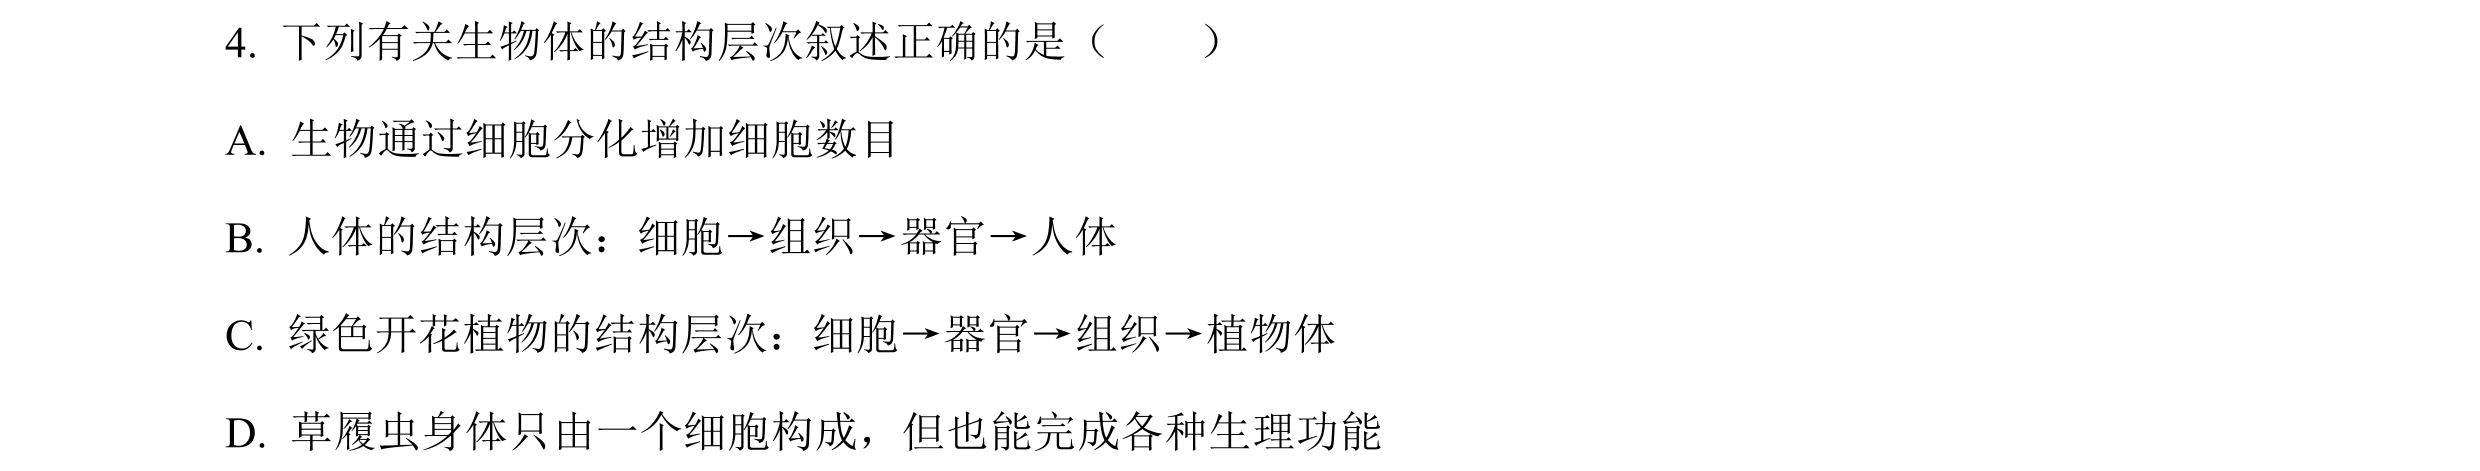 4. 下列有关生物体的结构层次叙述正确的是（　　）
A. 生物通过细胞分化增加细胞数目
B. 人体的结构层次：细胞→组织→器官→人体
C. 绿色开花植物的结构层次：细胞→器官→组织→植物体
D. 草履虫身体只由一个细胞构成，但也能完成各种生理功能